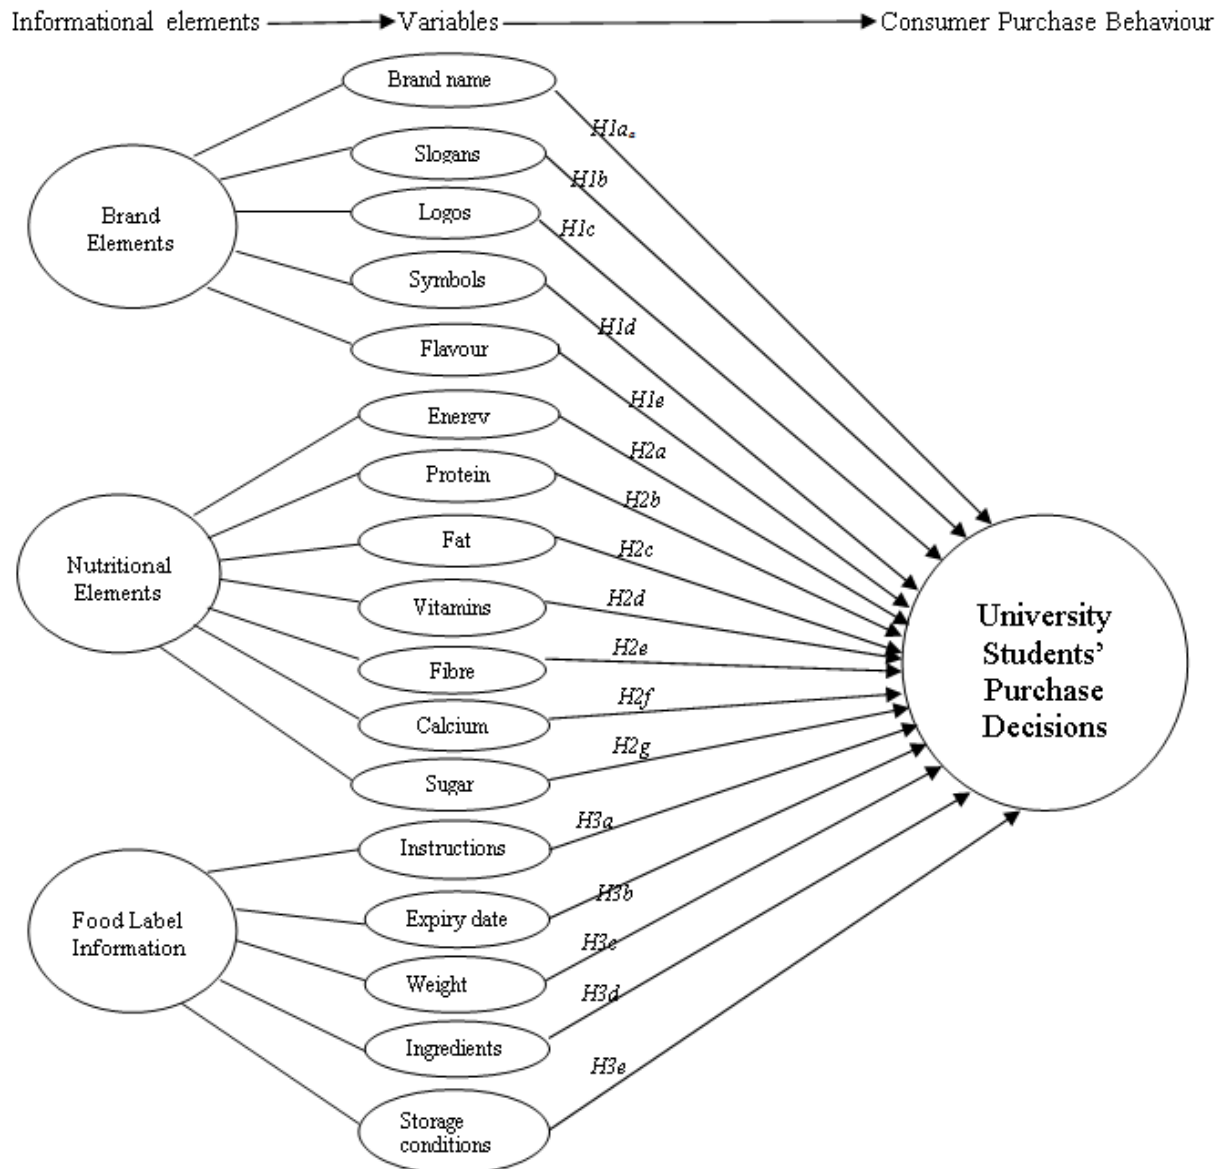 Informational elements
Variables
Consumer Purchase Behaviour
Brand name
H1a.
Slogans
H1b
Brand
Elements
Logos
H1c
Symbols
H1d
Flavour
H1e
Energy
H2a
Protein
H2b
Nutritional
Elements
Fat
H2c
Vitamins
H2d
Fibre
H2e
Calcium
H2f
Sugar
H2g
University
Students’
Purchase
Decisions
Instructions
H3a
Food Label
Information
Expiry date
H3b
Weight
H3c
Ingredients
H3d
Storage
conditions
H3e